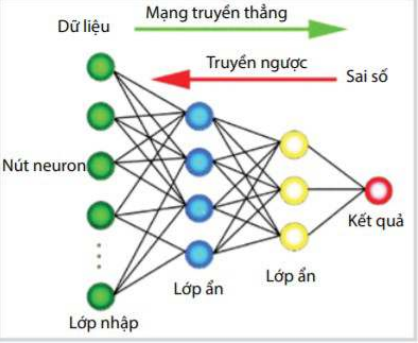 Mạng truyền thẳng
Dữ liệu
Truyền ngược
Sai số
Nút neuron
Kết quả
Lớp ẩn
Lớp ẩn
Lớp nhập